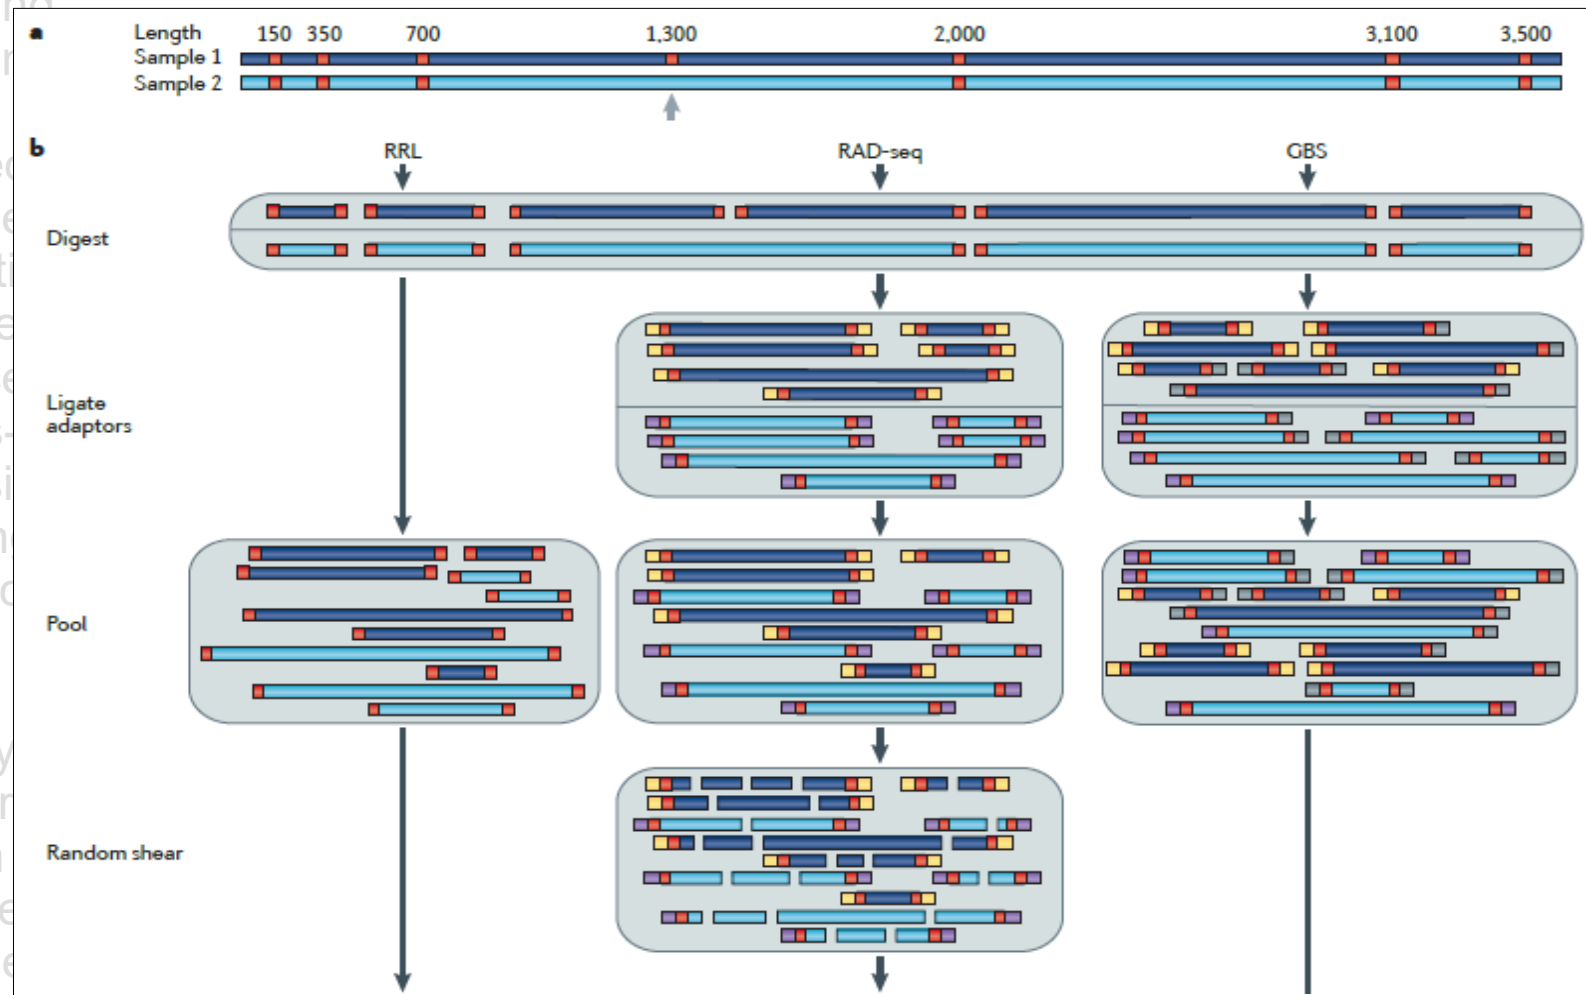 a
Length 150 350 700 1,300 2,000 3,100 3,500
Sample 1
Sample 2
b
RRL RAD-seq GBS
Digest
Ligate
adaptors
Pool
Random shear